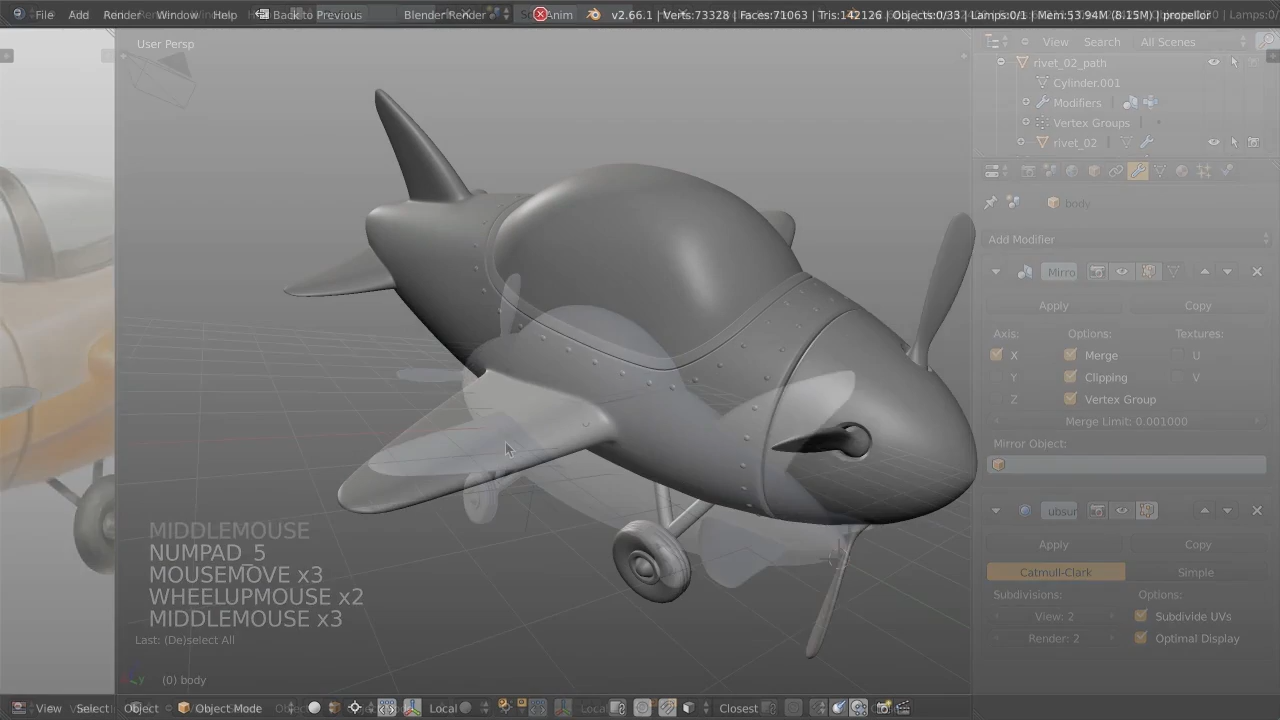 File Add Render Window Help Back to Previous Blender Render Anim v2.66.1 | Verts:73328 | Faces:71063 | Tris:142126 | Objects:0/35 | Lamps:0/1 | Mem:53.94M (8.15M) | propellor
User Persp
View Search All Scenes
rivet_02_path
Cylinder.001
Modifiers
Vertex Groups
rivet_02
body
Add Modifier
Mirro
Apply Copy
Axis: Options: Textures:
X Merge U
Y Clipping V
Z Vertex Group
Merge Limit: 0.001000
Mirror Object:
ubsur
Apply Copy
Catmull-Clark Simple
Subdivisions: Options:
View: 2 Subdivide UVs
Render: 2 Optimal Display
MIDDLEMOUSE
NUMPAD_5
MOUSEMOVE x3
WHEELUPMOUSE x2
MIDDLEMOUSE x3
Last: (De)select All
y
(0) body
View Select Object Object Mode Local Closest